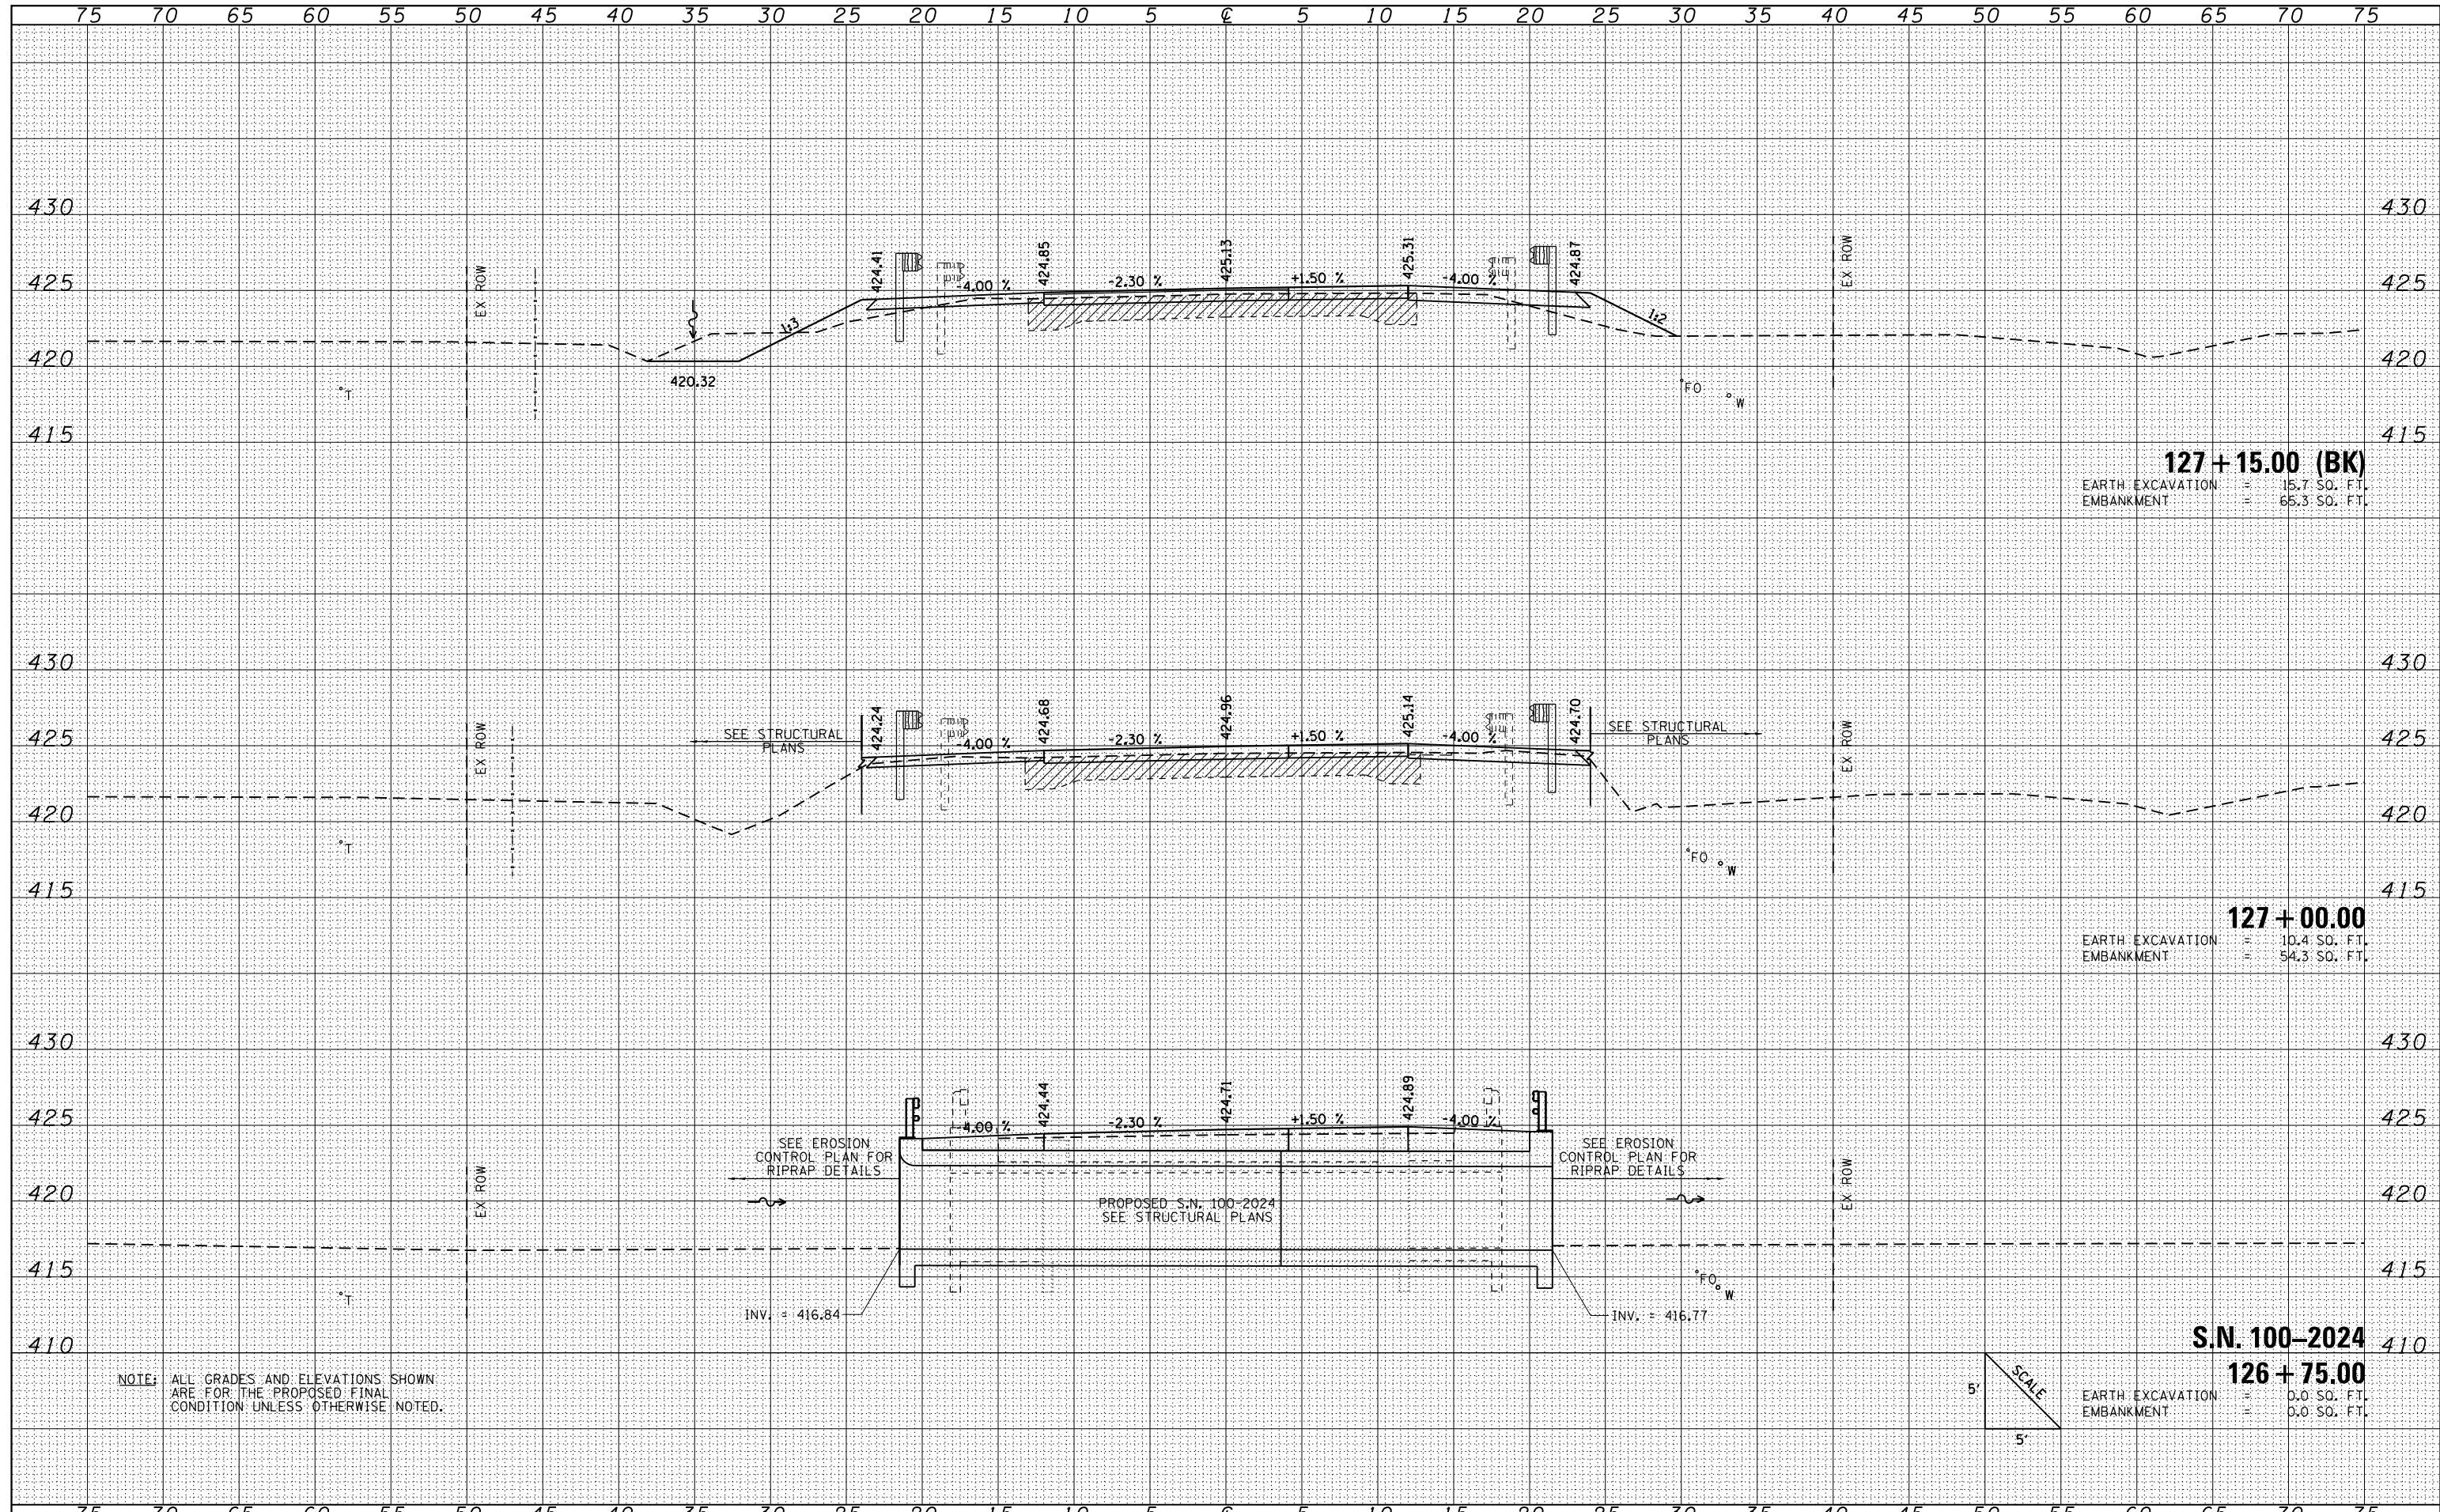 75 70 65 60 55 50 45 40 35 30 25 20 15 10 5 ℄ 5 10 15 20 25 30 35 40 45 50 55 60 65 70 75
430 430
EX ROW
424.41
-4.00 %
424.85
-2.30 %
425.13
+1.50 %
425.31
-4.00 %
424.87
EX ROW
425 425
1:3
1:2
420 420
420.32
°T
°FO
°W
415 415
127 + 15.00 (BK)
EARTH EXCAVATION = 15.7 SQ. FT.
EMBANKMENT = 65.3 SQ. FT.
430 430
EX ROW
SEE STRUCTURAL
PLANS
424.24
-4.00 %
424.68
-2.30 %
424.96
+1.50 %
425.14
-4.00 %
424.70
SEE STRUCTURAL
PLANS
EX ROW
425 425
420 420
°T
°FO
°W
415 415
127 + 00.00
EARTH EXCAVATION = 10.4 SQ. FT.
EMBANKMENT = 54.3 SQ. FT.
430 430
425 425
-4.00 %
424.44
-2.30 %
424.71
+1.50 %
424.89
-4.00 %
SEE EROSION
CONTROL PLAN FOR
RIPRAP DETAILS
SEE EROSION
CONTROL PLAN FOR
RIPRAP DETAILS
EX ROW
EX ROW
420 420
PROPOSED S.N. 100-2024
SEE STRUCTURAL PLANS
415 415
°T
°FO
°W
INV. = 416.84
INV. = 416.77
410 410
S.N. 100–2024
126 + 75.00
EARTH EXCAVATION = 0.0 SQ. FT.
EMBANKMENT = 0.0 SQ. FT.
NOTE: ALL GRADES AND ELEVATIONS SHOWN
ARE FOR THE PROPOSED FINAL
CONDITION UNLESS OTHERWISE NOTED.
SCALE
5'
5'
75 70 65 60 55 50 45 40 35 30 25 20 15 10 5 ℄ 5 10 15 20 25 30 35 40 45 50 55 60 65 70 75